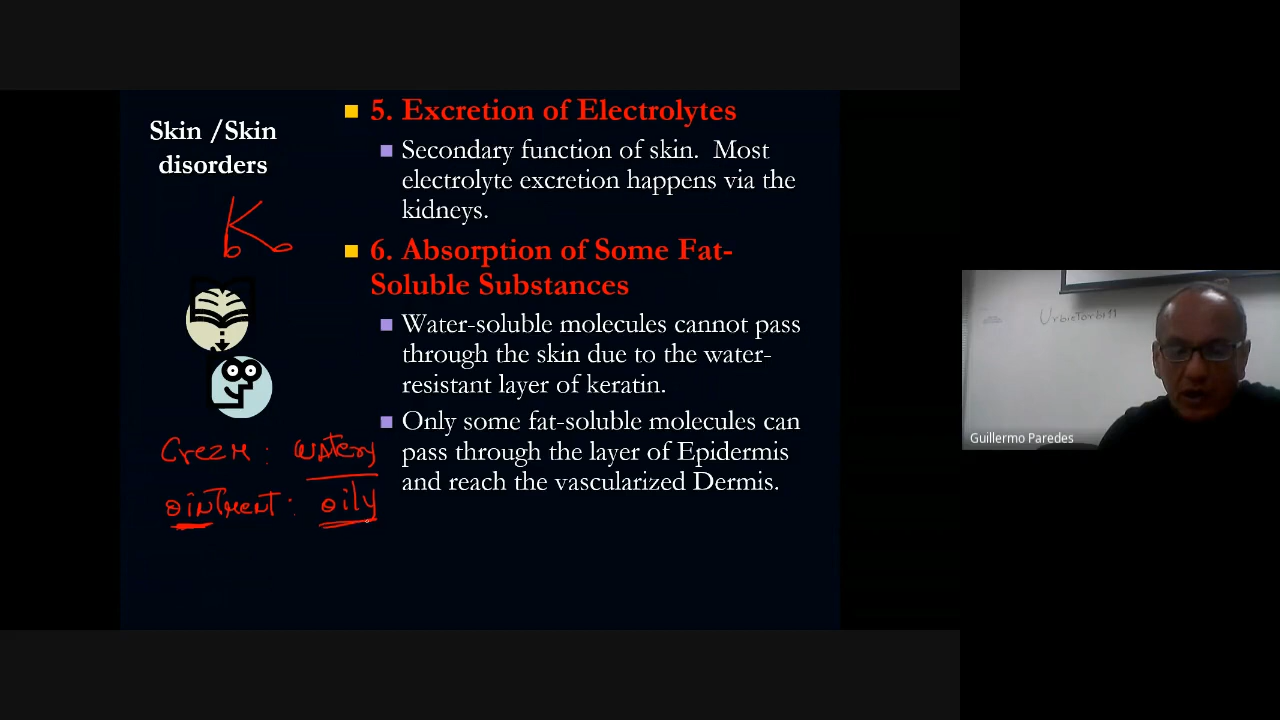 Skin /Skin
disorders
K
5. Excretion of Electrolytes
Secondary function of skin. Most
electrolyte excretion happens via the
kidneys.
6. Absorption of Some Fat-
Soluble Substances
Water-soluble molecules cannot pass
through the skin due to the water-
resistant layer of keratin.
Only some fat-soluble molecules can
pass through the layer of Epidermis
and reach the vascularized Dermis.
Cream: watery
ointment: oily
Guillermo Paredes